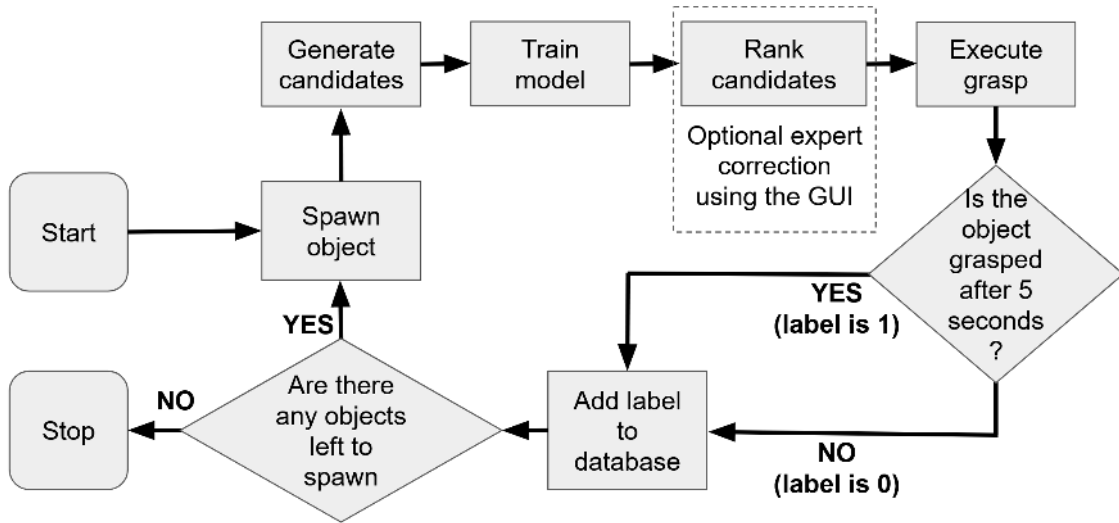 Generate
candidates
Train
model
Rank
candidates
Execute
grasp
Optional expert
correction
using the GUI
Start
Spawn
object
Is the
object
grasped
after 5
seconds
?
YES
(label is 1)
YES
Stop
NO
Are there
any objects
left to
spawn
Add label
to
database
NO
(label is 0)